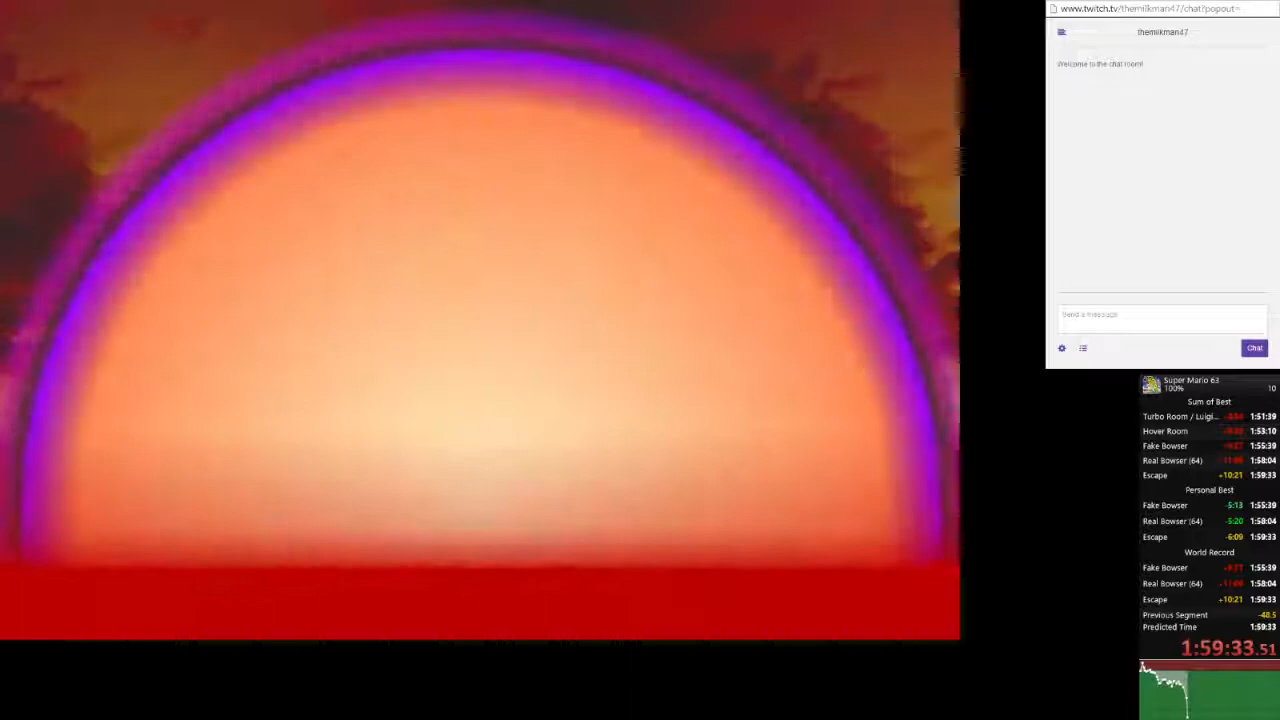 www.twitch.tv/themilkman47/chat?popout=
themilkman47
Welcome to the chat room!
Send a message
Chat
Super Mario 63
100% 10
Sum of Best
Turbo Room / Luigi... 1:51:39
Hover Room 1:53:10
Fake Bowser 1:55:39
Real Bowser (64) 1:58:04
Escape +10:21 1:59:33
Personal Best
Fake Bowser -5:13 1:55:39
Real Bowser (64) -5:20 1:58:04
Escape -6:09 1:59:33
World Record
Fake Bowser 1:55:39
Real Bowser (64) 1:58:04
Escape +10:21 1:59:33
Previous Segment -48.5
Predicted Time 1:59:33
1:59:33.51